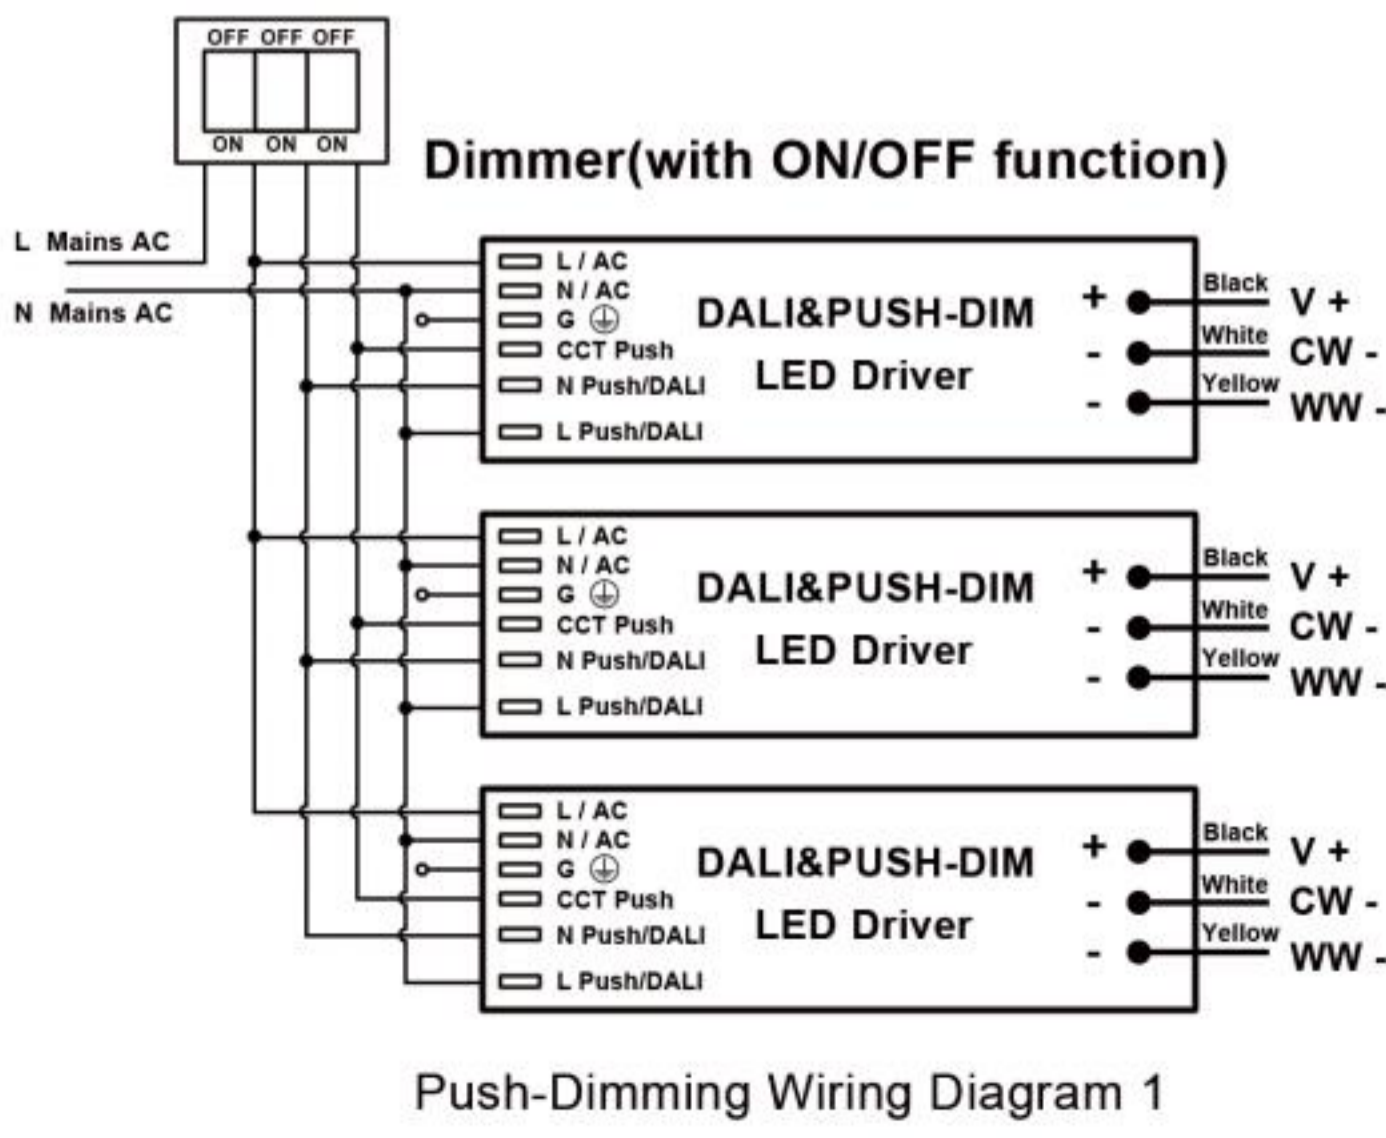 OFF OFF OFF
ON ON ON
Dimmer(with ON/OFF function)
L Mains AC
N Mains AC
L / AC
N / AC
G
CCT Push
N Push/DALI
L Push/DALI
DALI&PUSH-DIM
LED Driver
+
-
-
Black
White
Yellow
V +
CW -
WW -
L / AC
N / AC
G
CCT Push
N Push/DALI
L Push/DALI
DALI&PUSH-DIM
LED Driver
+
-
-
Black
White
Yellow
V +
CW -
WW -
L / AC
N / AC
G
CCT Push
N Push/DALI
L Push/DALI
DALI&PUSH-DIM
LED Driver
+
-
-
Black
White
Yellow
V +
CW -
WW -
Push-Dimming Wiring Diagram 1